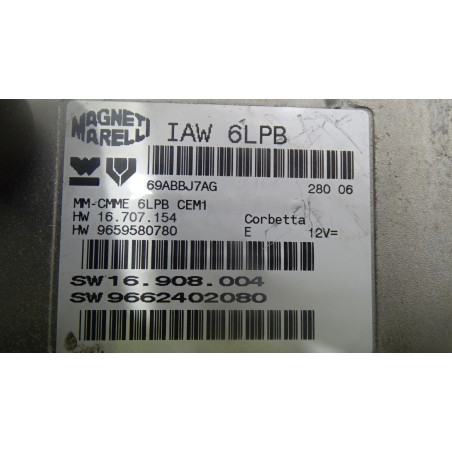 MAGNETI
MARELLI
IAW 6LPB
69ABBJ7AG 280 06
MM-CMME 6LPB CEM1
HW 16.707.154 Corbetta
HW 9659580780 E 12V=
SW16.908.004
SW9662402080